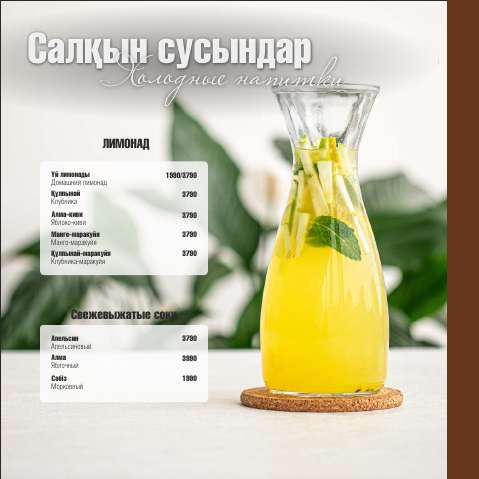 Салқын сусындар
Холодные напитки
ЛИМОНАД
Үй лимонады 1990/3790
Домашний лимонад
Құлпынай 3790
Клубника
Алма-киви 3790
Яблоко-киви
Манго-маракуйя 3790
Манго-маракуйя
Құлпынай-маракуйя 3790
Клубника-маракуйя
Свежевыжатые соки
Апельсин 3790
Апельсиновый
Алма 3990
Яблочный
Сәбіз 1990
Морковный